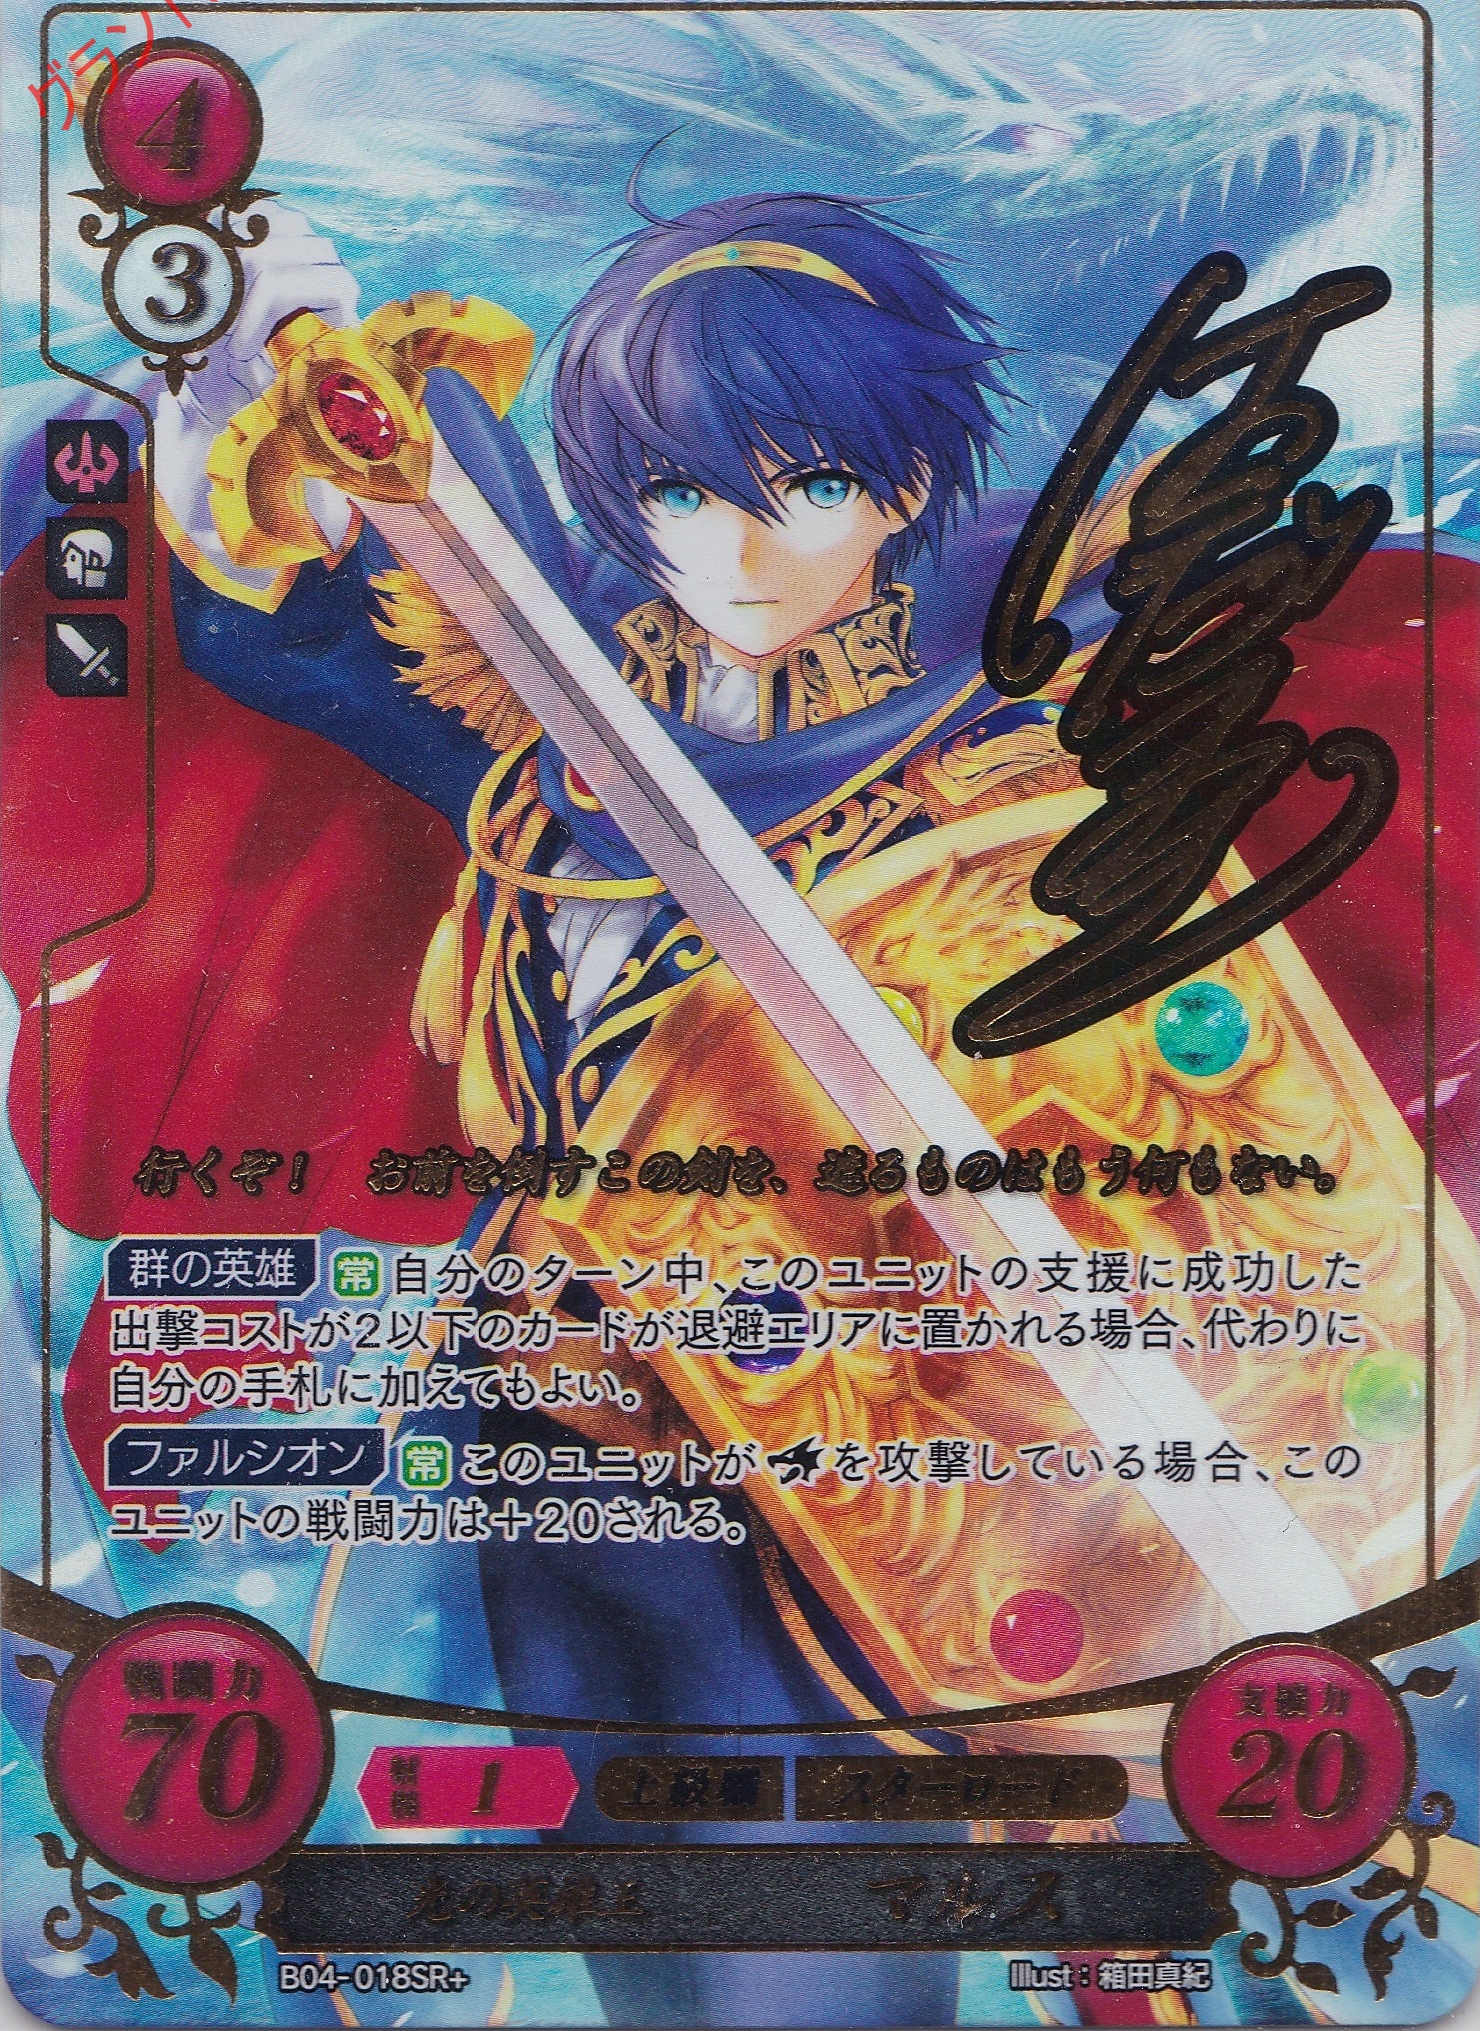 グランド
4
3
行くぞ！　お前を倒すこの剣を、遮るものはもう何もない。
群の英雄 常 自分のターン中、このユニットの支援に成功した
出撃コストが2以下のカードが退避エリアに置かれる場合、代わりに
自分の手札に加えてもよい。
ファルシオン 常 このユニットがを攻撃している場合、この
ユニットの戦闘力は＋20される。
戦闘力
70
射程 1 上級職 スターロード
支援力
20
光の英雄王 マルス
B04-018SR+ Illust：箱田真紀